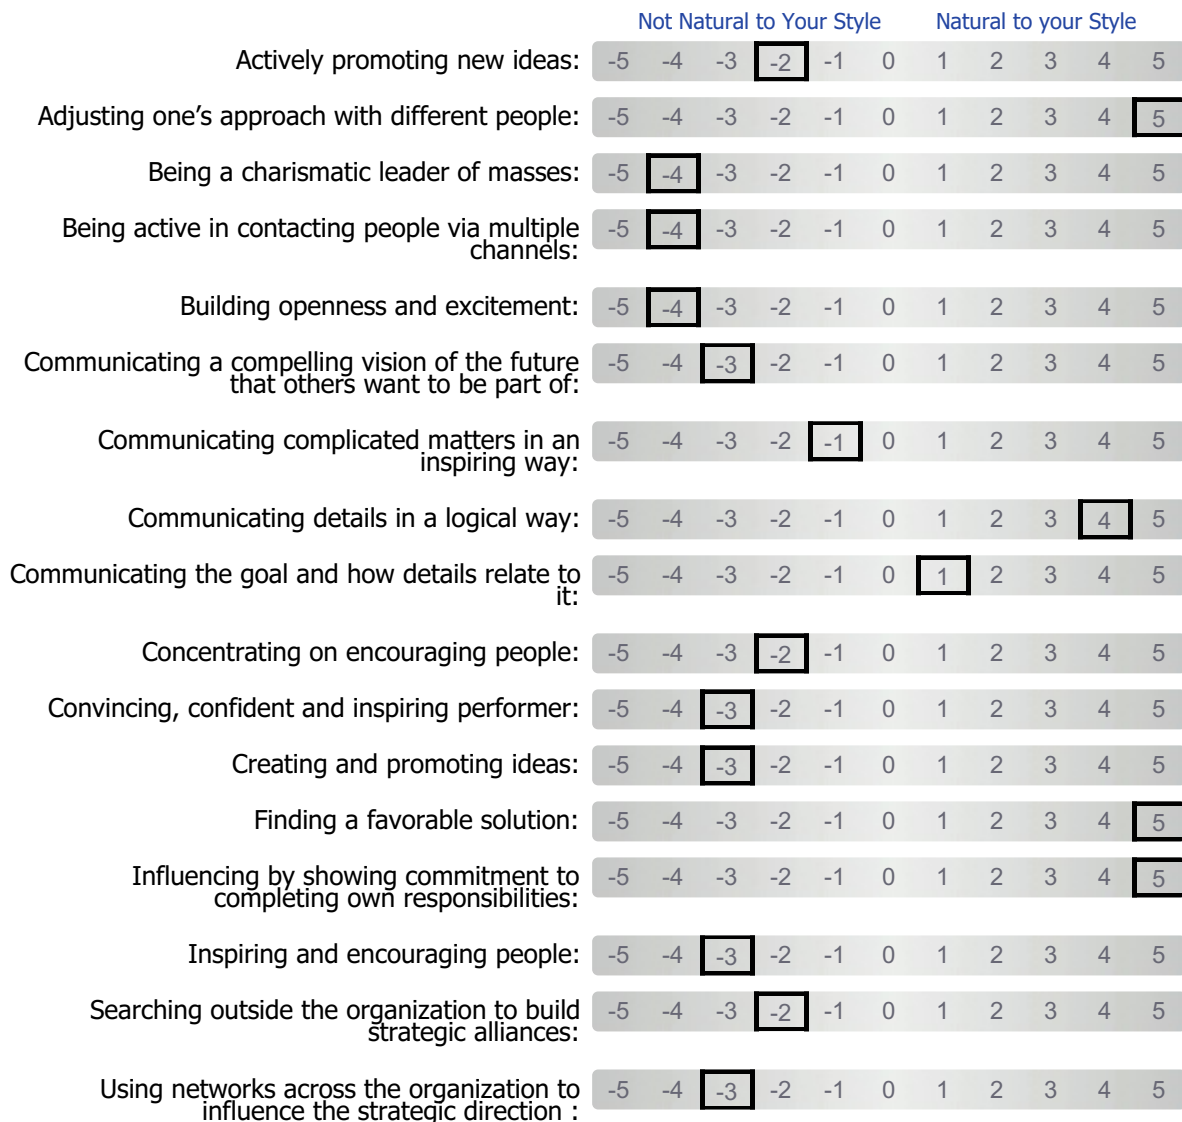 Not Natural to Your Style Natural to your Style
Actively promoting new ideas: -5 -4 -3 -2 -1 0 1 2 3 4 5
Adjusting one’s approach with different people: -5 -4 -3 -2 -1 0 1 2 3 4 5
Being a charismatic leader of masses: -5 -4 -3 -2 -1 0 1 2 3 4 5
Being active in contacting people via multiple
channels: -5 -4 -3 -2 -1 0 1 2 3 4 5
Building openness and excitement: -5 -4 -3 -2 -1 0 1 2 3 4 5
Communicating a compelling vision of the future
that others want to be part of: -5 -4 -3 -2 -1 0 1 2 3 4 5
Communicating complicated matters in an
inspiring way: -5 -4 -3 -2 -1 0 1 2 3 4 5
Communicating details in a logical way: -5 -4 -3 -2 -1 0 1 2 3 4 5
Communicating the goal and how details relate to
it: -5 -4 -3 -2 -1 0 1 2 3 4 5
Concentrating on encouraging people: -5 -4 -3 -2 -1 0 1 2 3 4 5
Convincing, confident and inspiring performer: -5 -4 -3 -2 -1 0 1 2 3 4 5
Creating and promoting ideas: -5 -4 -3 -2 -1 0 1 2 3 4 5
Finding a favorable solution: -5 -4 -3 -2 -1 0 1 2 3 4 5
Influencing by showing commitment to
completing own responsibilities: -5 -4 -3 -2 -1 0 1 2 3 4 5
Inspiring and encouraging people: -5 -4 -3 -2 -1 0 1 2 3 4 5
Searching outside the organization to build
strategic alliances: -5 -4 -3 -2 -1 0 1 2 3 4 5
Using networks across the organization to
influence the strategic direction : -5 -4 -3 -2 -1 0 1 2 3 4 5